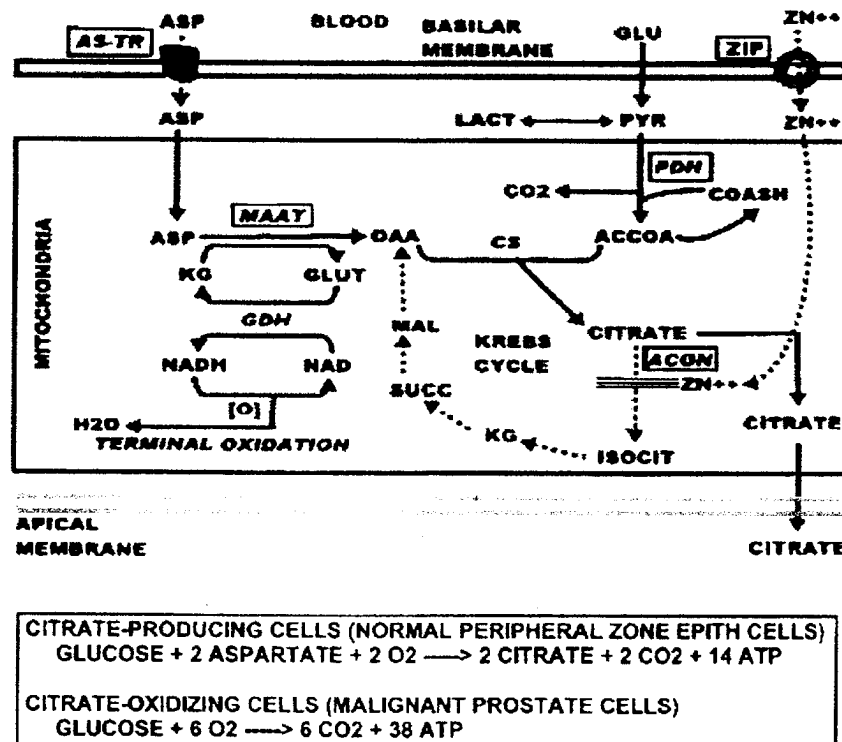 ASP BLOOD BASILAR MEMBRANE GLU ZN++
AS-TR ZIP
ASP LACT PYR ZN++
PDH
CO2 COASH
MAAT
ASP OAA CS ACCOA
KG GLUT
GDH MAL KREBS CYCLE CITRATE
ACON
NADH NAD SUCC ZN++
[O] CITRATE
H2O KG
TERMINAL OXIDATION ISOCIT
MITOCHONDRIA
APICAL
MEMBRANE CITRATE
CITRATE-PRODUCING CELLS (NORMAL PERIPHERAL ZONE EPITH CELLS)
GLUCOSE + 2 ASPARTATE + 2 O2 ----> 2 CITRATE + 2 CO2 + 14 ATP
CITRATE-OXIDIZING CELLS (MALIGNANT PROSTATE CELLS)
GLUCOSE + 6 O2 ----> 6 CO2 + 38 ATP